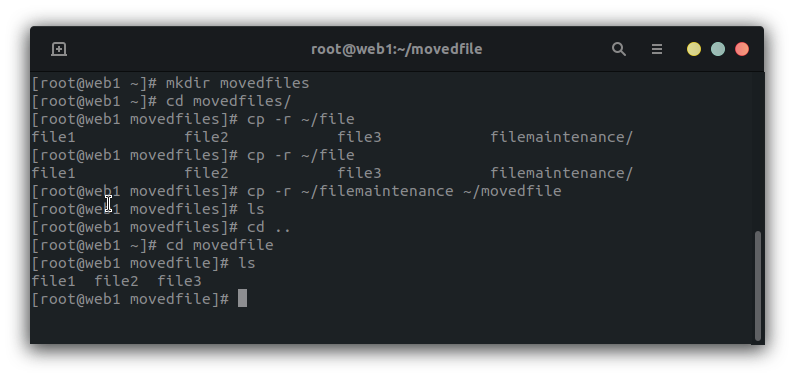 root@web1:~/movedfile
[root@web1 ~]# mkdir movedfiles
[root@web1 ~]# cd movedfiles/
[root@web1 movedfiles]# cp -r ~/file
file1            file2            file3            filemaintenance/
[root@web1 movedfiles]# cp -r ~/file
file1            file2            file3            filemaintenance/
[root@web1 movedfiles]# cp -r ~/filemaintenance ~/movedfile
[root@web1 movedfiles]# ls
[root@web1 movedfiles]# cd ..
[root@web1 ~]# cd movedfile
[root@web1 movedfile]# ls
file1  file2  file3
[root@web1 movedfile]#